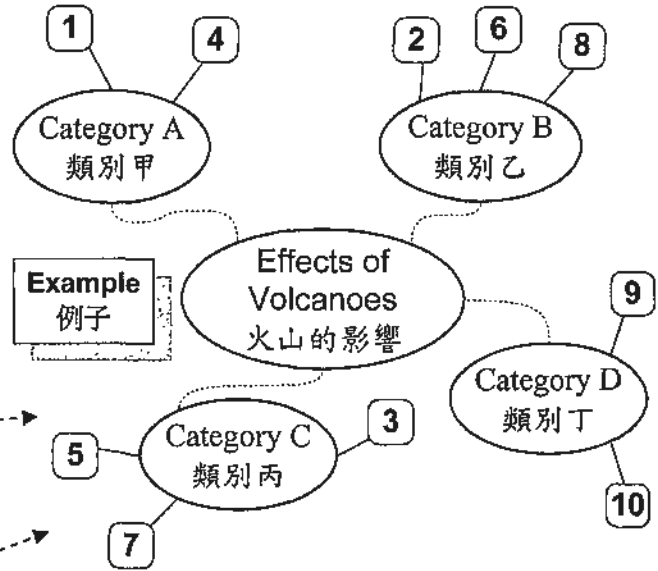 1
4
2
6
8
Category A
類別甲
Category B
類別乙
Effects of
Volcanoes
火山的影響
Example
例子
9
Category D
類別丁
10
Category C
類別丙
3
5
7